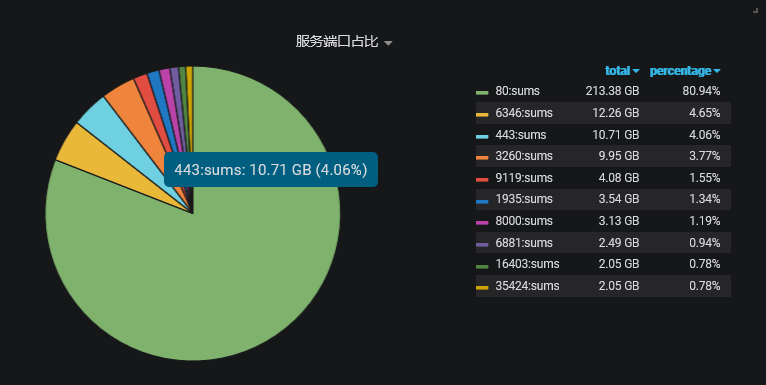 服务端口占比
total percentage
80:sums 213.38 GB 80.94%
6346:sums 12.26 GB 4.65%
443:sums 10.71 GB 4.06%
3260:sums 9.95 GB 3.77%
9119:sums 4.08 GB 1.55%
1935:sums 3.54 GB 1.34%
8000:sums 3.13 GB 1.19%
6881:sums 2.49 GB 0.94%
16403:sums 2.05 GB 0.78%
35424:sums 2.05 GB 0.78%
443:sums: 10.71 GB (4.06%)